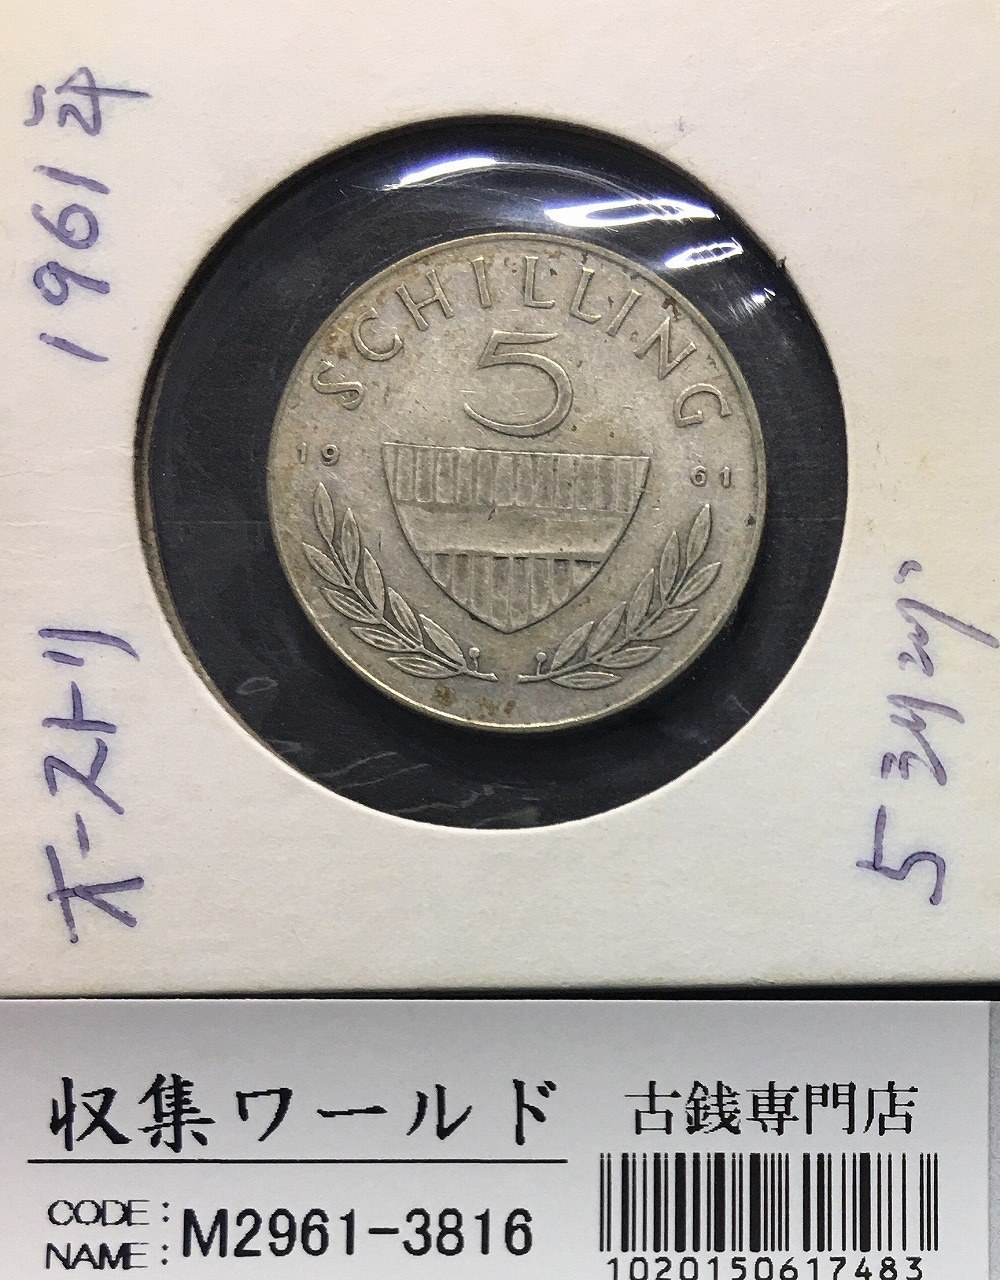 1961年
オーストリ
SCHILLING
5
19 61
5シリング
収集ワールド
古銭専門店
CODE: M2961-3816
NAME:
1020150617483